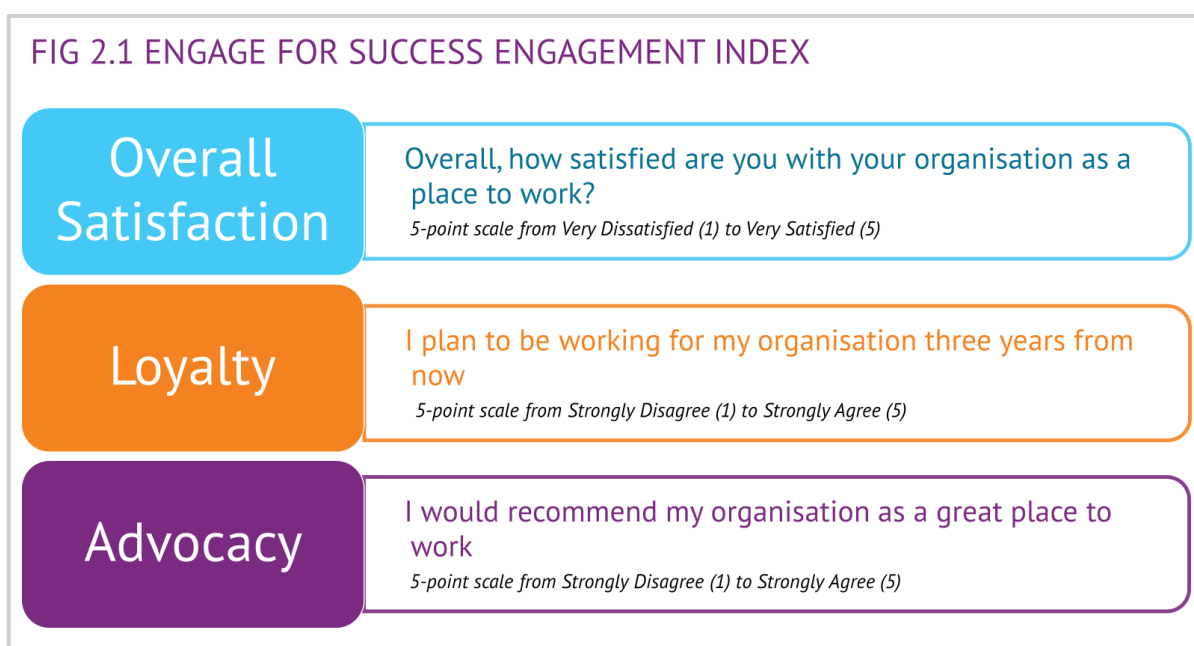 FIG 2.1 ENGAGE FOR SUCCESS ENGAGEMENT INDEX
Overall
Satisfaction
Overall, how satisfied are you with your organisation as a
place to work?
5-point scale from Very Dissatisfied (1) to Very Satisfied (5)
Loyalty
I plan to be working for my organisation three years from
now
5-point scale from Strongly Disagree (1) to Strongly Agree (5)
Advocacy
I would recommend my organisation as a great place to
work
5-point scale from Strongly Disagree (1) to Strongly Agree (5)